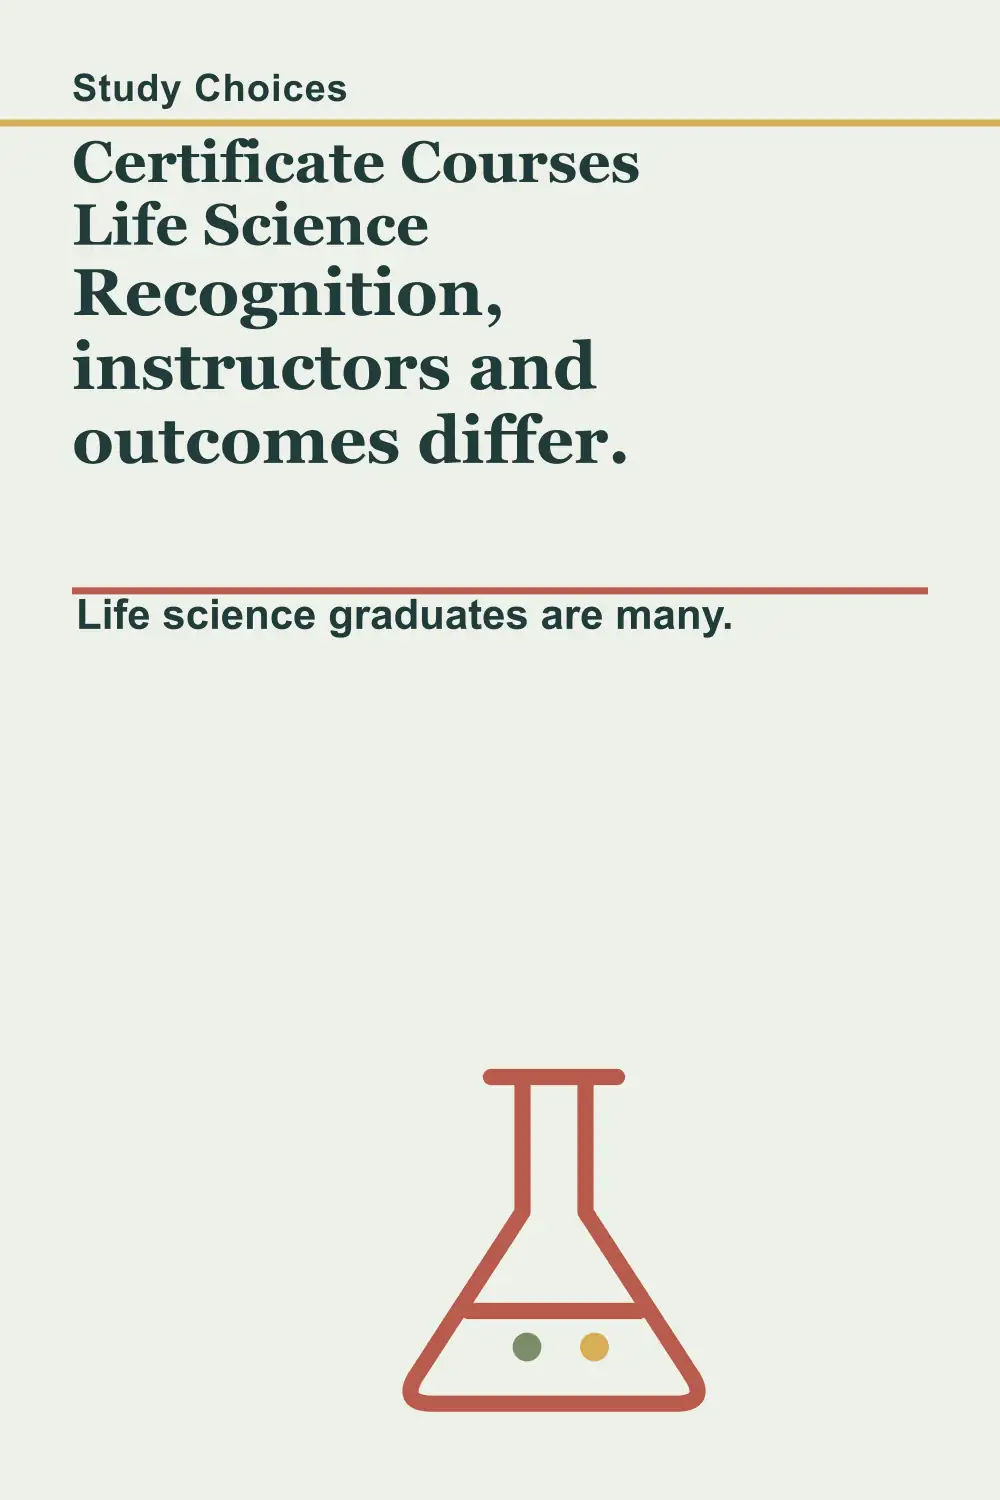 Study Choices
Certificate Courses
Life Science
Recognition,
instructors and
outcomes differ.
Life science graduates are many.